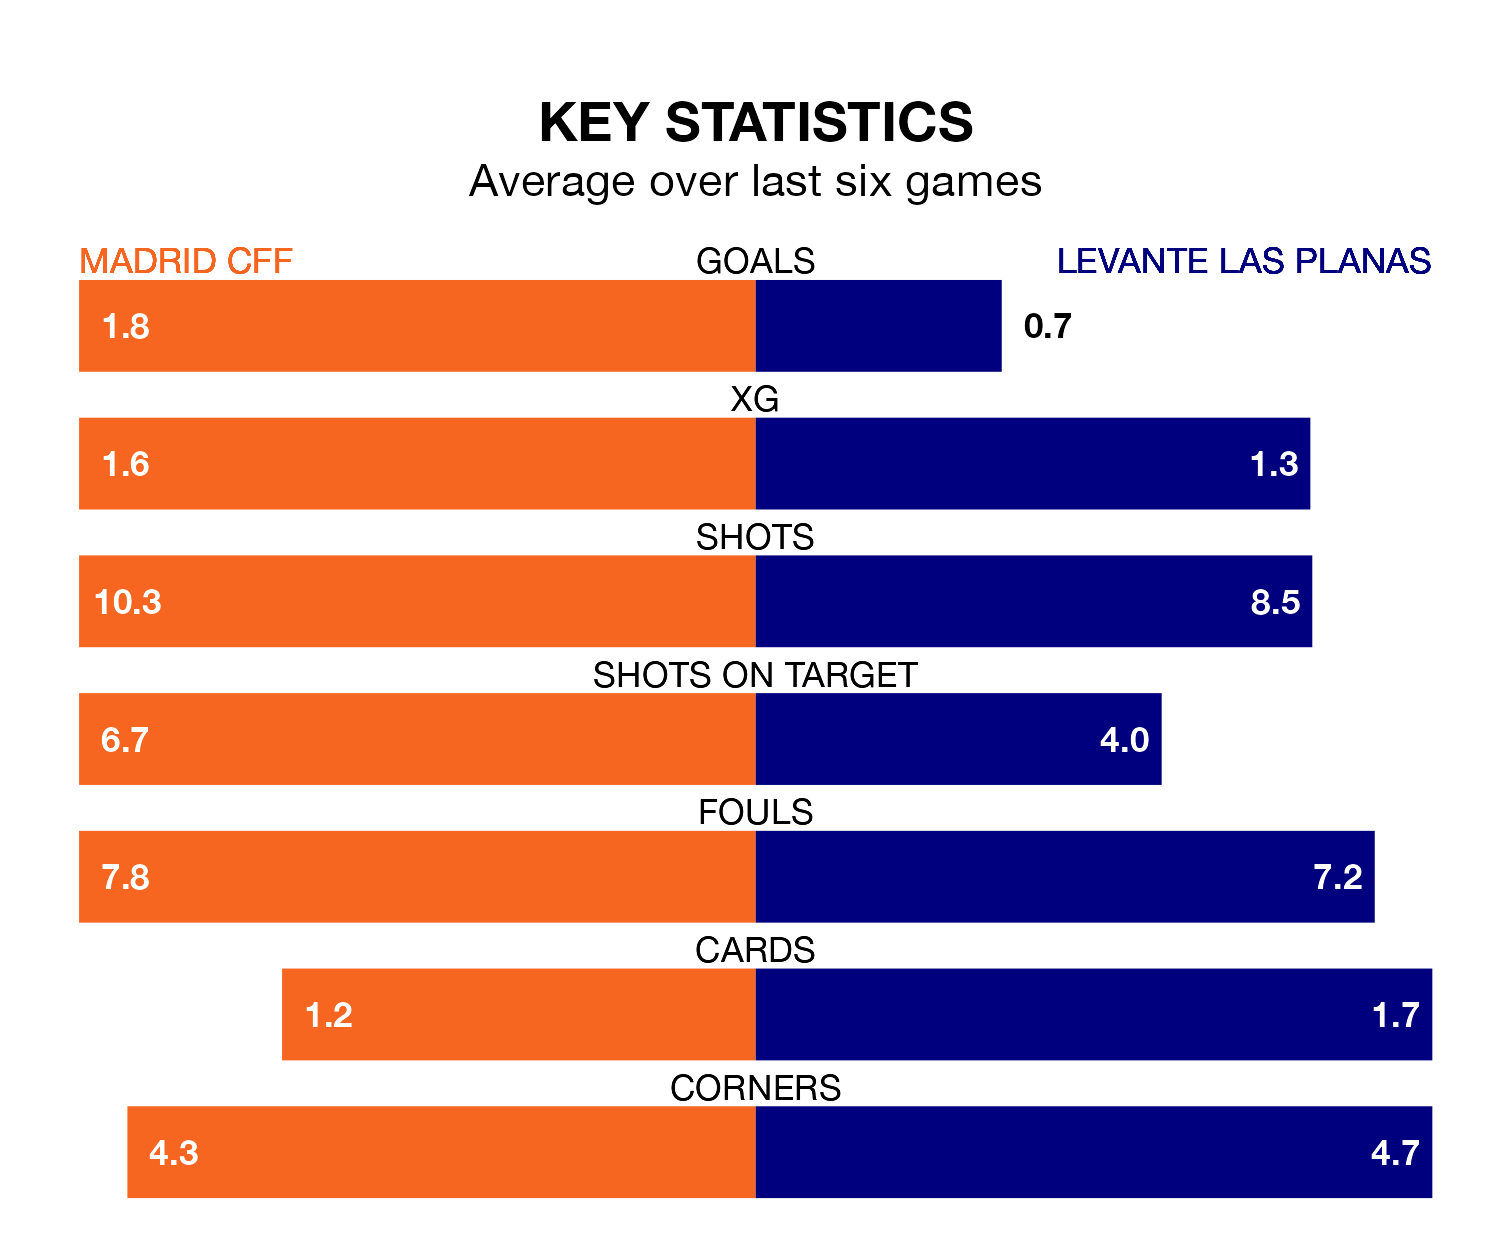 KEY STATISTICS
Average over last six games
MADRID CFF GOALS LEVANTE LAS PLANAS
1.8 0.7
XG
1.6 1.3
SHOTS
10.3 8.5
SHOTS ON TARGET
6.7 4.0
FOULS
7.8 7.2
CARDS
1.2 1.7
CORNERS
4.3 4.7